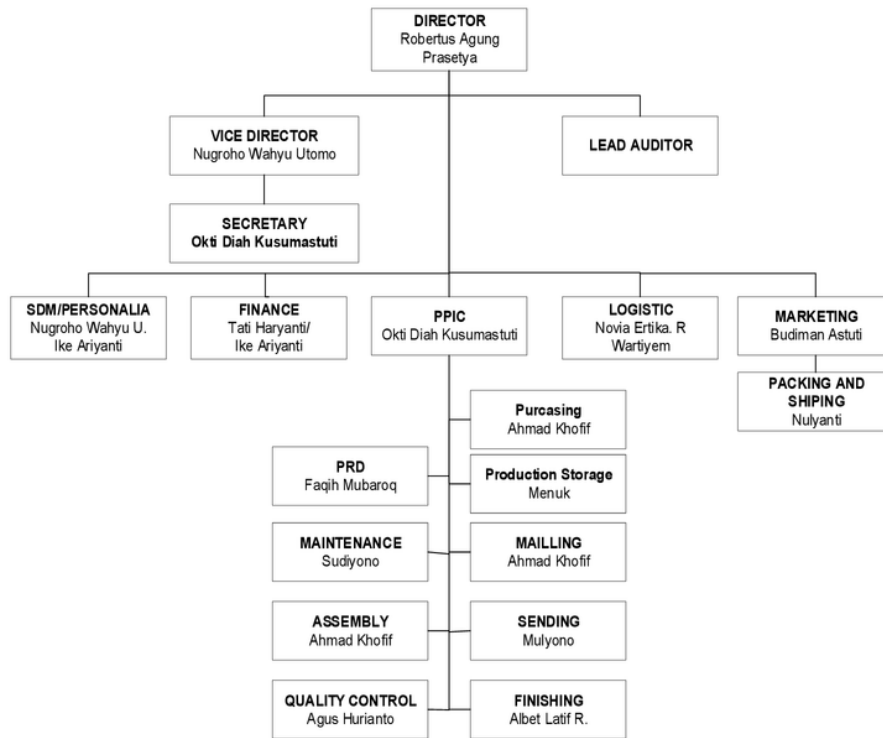 DIRECTOR
Robertus Agung
Prasetya
VICE DIRECTOR
Nugroho Wahyu Utomo
LEAD AUDITOR
SECRETARY
Okti Diah Kusumastuti
SDM/PERSONALIA
Nugroho Wahyu U.
Ike Ariyanti
FINANCE
Tati Haryanti/
Ike Ariyanti
PPIC
Okti Diah Kusumastuti
LOGISTIC
Novia Ertika. R
Wartiyem
MARKETING
Budiman Astuti
PACKING AND
SHIPING
Nulyanti
Purcasing
Ahmad Khofif
PRD
Faqih Mubaroq
Production Storage
Menuk
MAINTENANCE
Sudiyono
MAILLING
Ahmad Khofif
ASSEMBLY
Ahmad Khofif
SENDING
Mulyono
QUALITY CONTROL
Agus Hurianto
FINISHING
Albet Latif R.